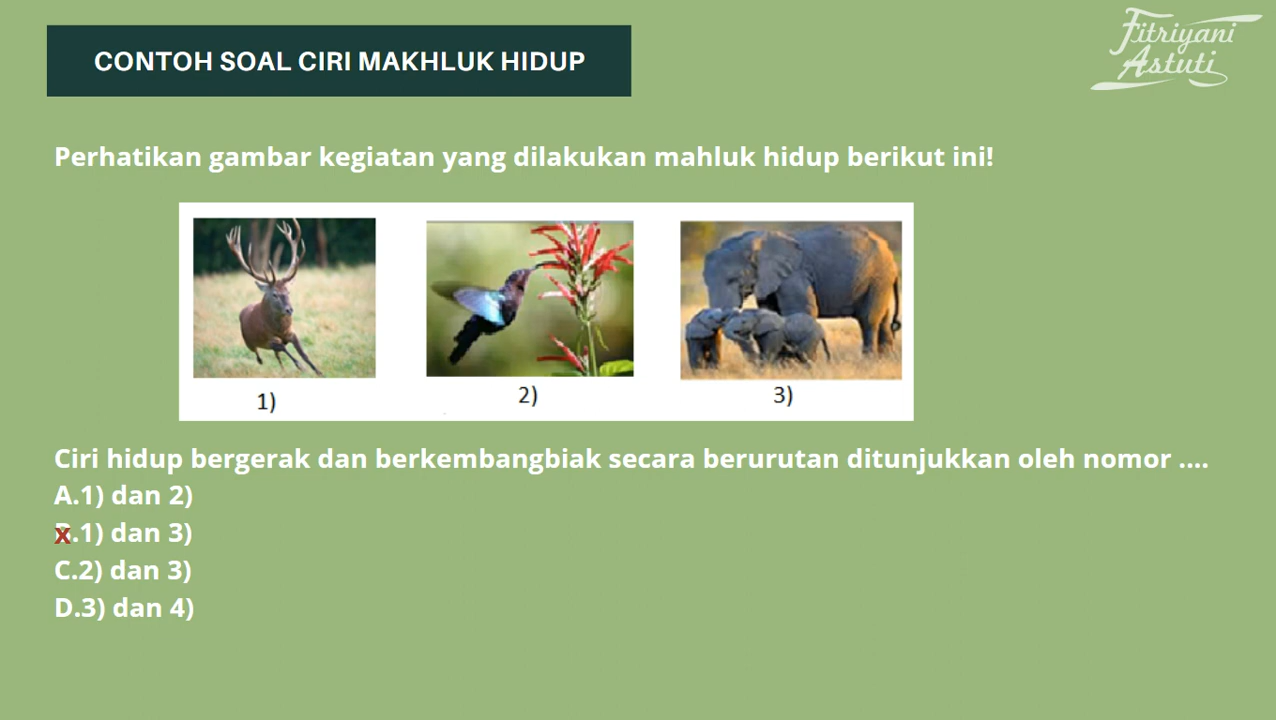 Fitriyani
Astuti
CONTOH SOAL CIRI MAKHLUK HIDUP
Perhatikan gambar kegiatan yang dilakukan mahluk hidup berikut ini!
1) 2) 3)
Ciri hidup bergerak dan berkembangbiak secara berurutan ditunjukkan oleh nomor ....
A.1) dan 2)
B.1) dan 3)
C.2) dan 3)
D.3) dan 4)